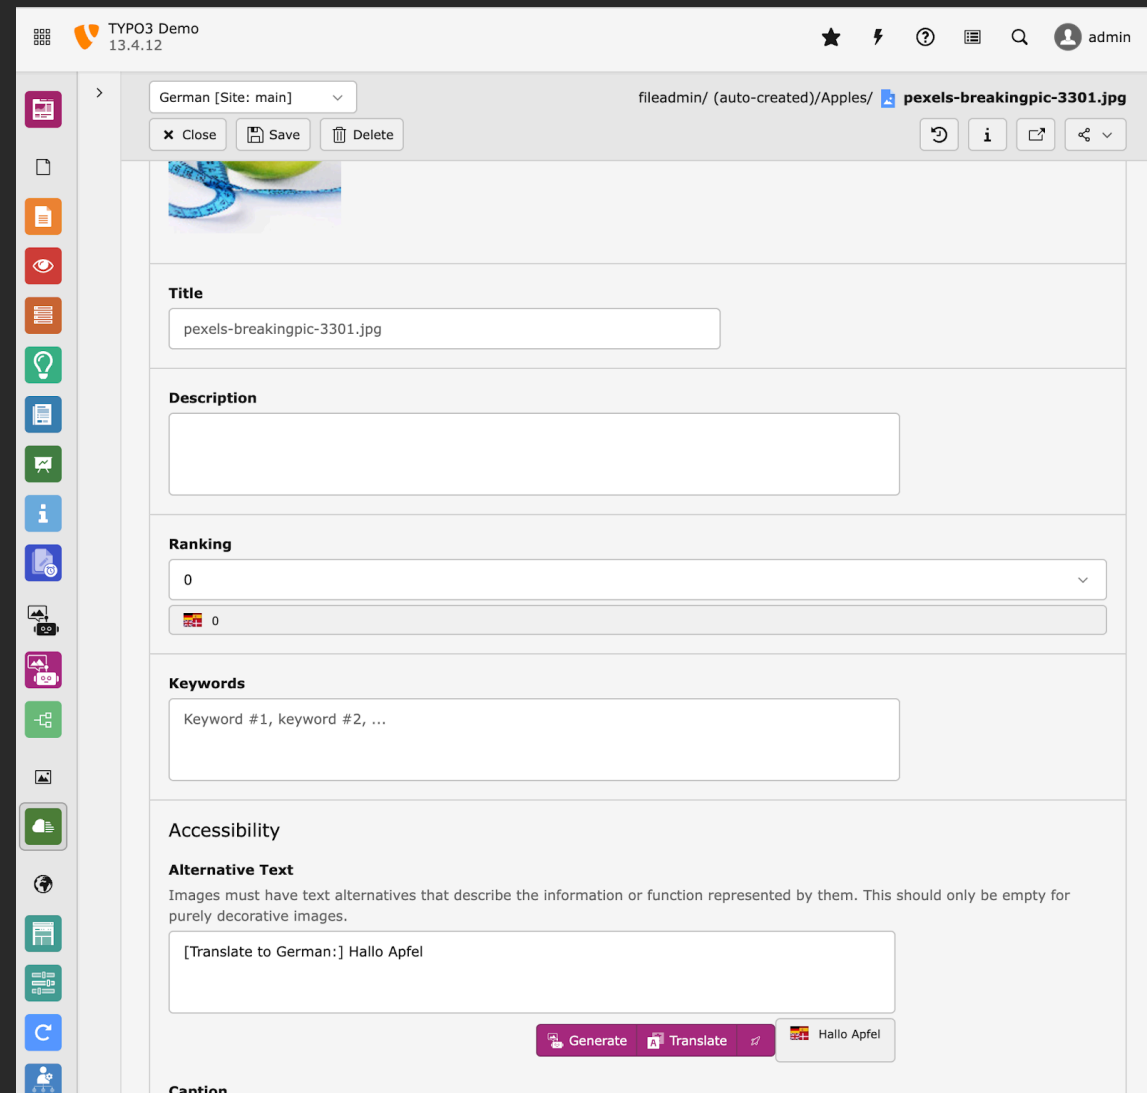 TYPO3 Demo
13.4.12
admin
German [Site: main]
fileadmin/ (auto-created)/Apples/ pexels-breakingpic-3301.jpg
Close
Save
Delete
Title
pexels-breakingpic-3301.jpg
Description
Ranking
0
0
Keywords
Keyword #1, keyword #2, ...
Accessibility
Alternative Text
Images must have text alternatives that describe the information or function represented by them. This should only be empty for
purely decorative images.
[Translate to German:] Hallo Apfel
Generate
Translate
Hallo Apfel
Caption